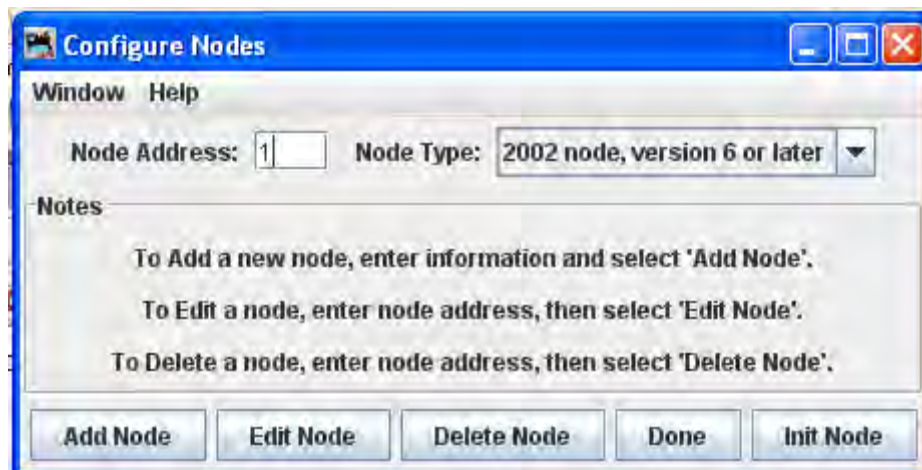 Configure Nodes
Window Help
Node Address: 1 Node Type: 2002 node, version 6 or later
Notes
To Add a new node, enter information and select 'Add Node'.
To Edit a node, enter node address, then select 'Edit Node'.
To Delete a node, enter node address, then select 'Delete Node'.
Add Node Edit Node Delete Node Done Init Node